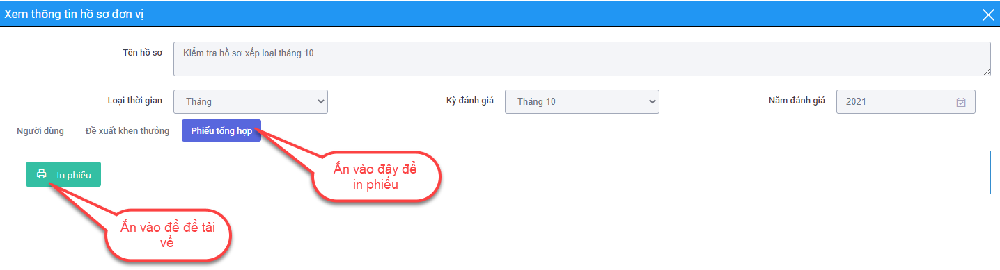 Xem thông tin hồ sơ đơn vị
Tên hồ sơ
Kiểm tra hồ sơ xếp loại tháng 10
Loại thời gian
Tháng
Kỳ đánh giá
Tháng 10
Năm đánh giá
2021
Người dùng
Đề xuất khen thưởng
Phiếu tổng hợp
Ấn vào đây để
in phiếu
In phiếu
Ấn vào để để tải
về